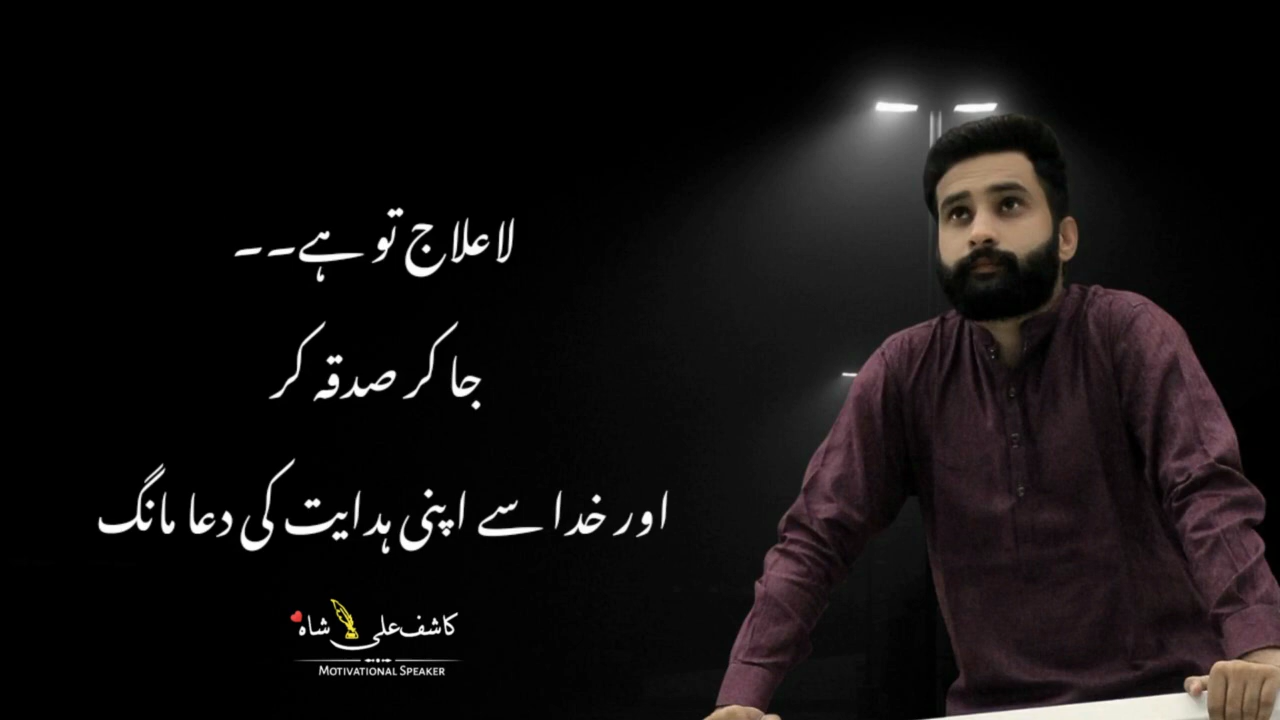 لاعلاج تو ہے۔۔
جا کر صدقہ کر
اور خدا سے اپنی ہدایت کی دعا مانگ
کاشف علی شاہ
MOTIVATIONAL SPEAKER